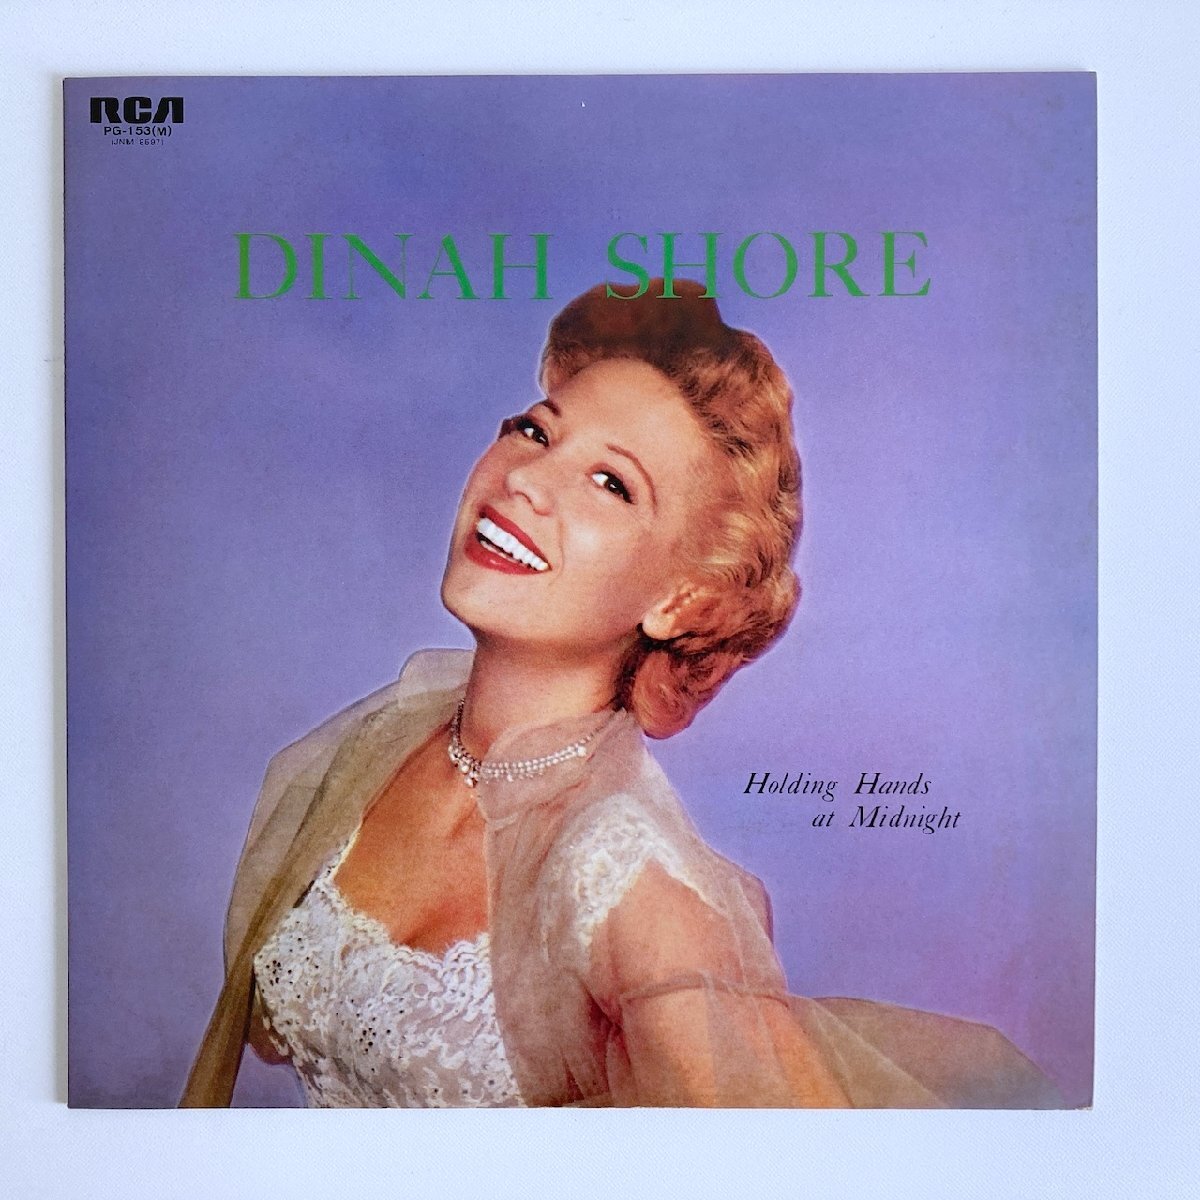 RCA
PG-153(M)
DINAH SHORE
Holding Hands
at Midnight